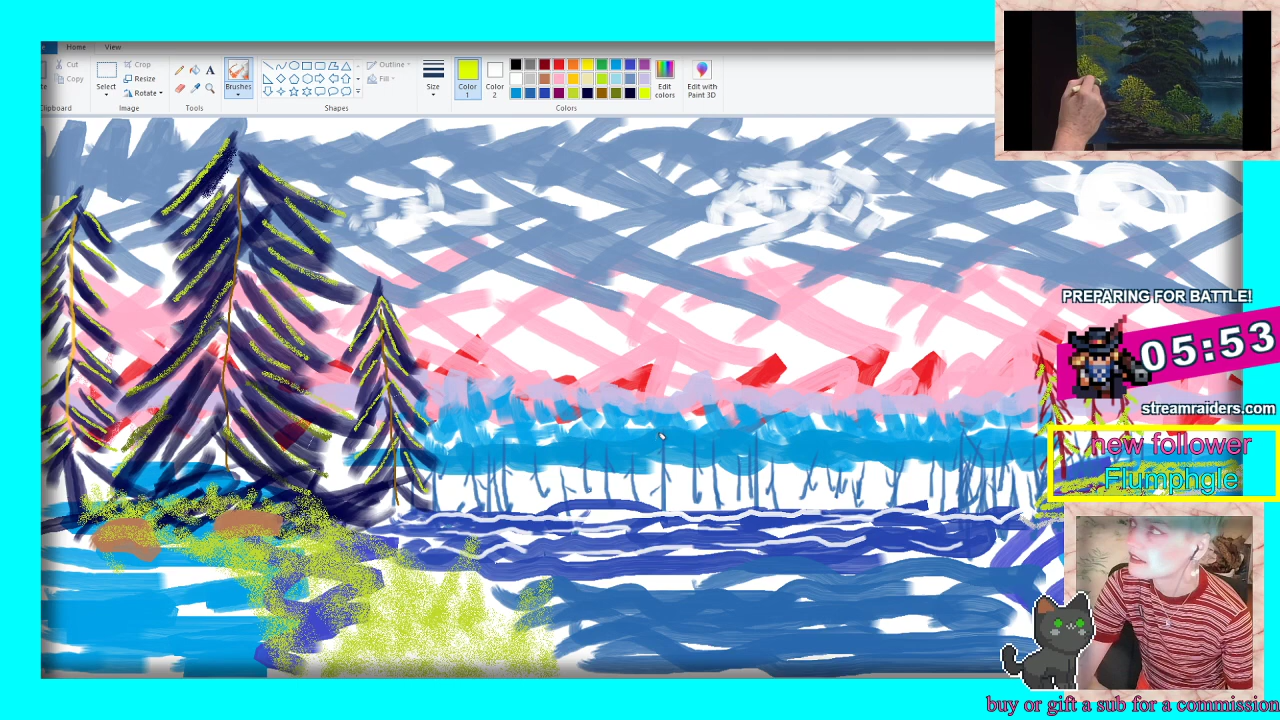 Home View
Cut
Copy
Clipboard
Select
Crop
Resize
Rotate
Image
A
Tools
Brushes
Outline
Fill
Shapes
Size
Color
1
Color
2
Colors
Edit
colors
Edit with
Paint 3D
PREPARING FOR BATTLE!
05:53
streamraiders.com
new follower
Flumphgle
buy or gift a sub for a commission